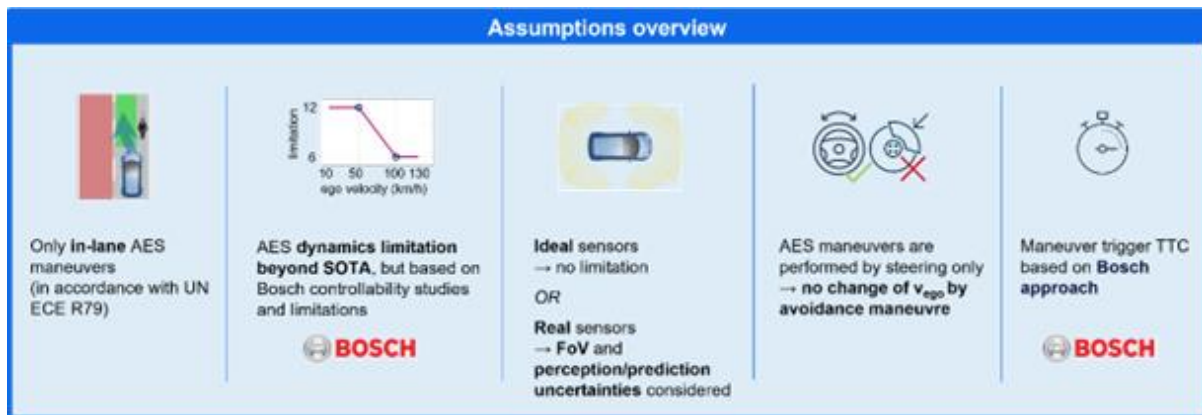 Assumptions overview
12
6
limitation
10 50 100 130
ego velocity (km/h)
Only in-lane AES
maneuvers
(in accordance with UN
ECE R79)
AES dynamics limitation
beyond SOTA, but based on
Bosch controllability studies
and limitations
BOSCH
Ideal sensors
→ no limitation
OR
Real sensors
→ FoV and
perception/prediction
uncertainties considered
AES maneuvers are
performed by steering only
→ no change of vego by
avoidance maneuvre
Maneuver trigger TTC
based on Bosch
approach
BOSCH